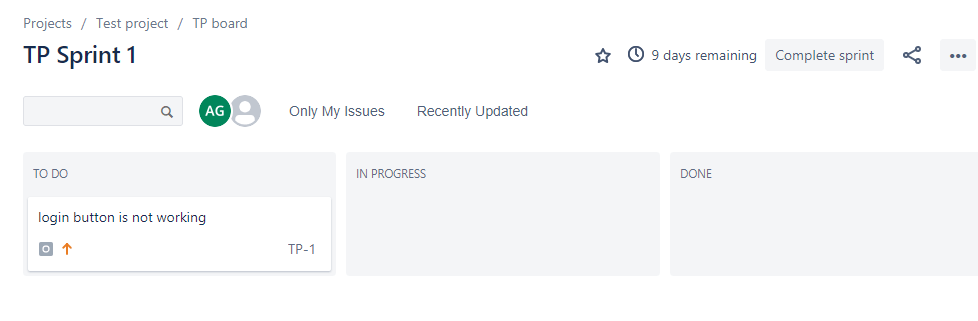 Projects / Test project / TP board
TP Sprint 1
9 days remaining Complete sprint
AG Only My Issues Recently Updated
TO DO IN PROGRESS DONE
login button is not working
TP-1